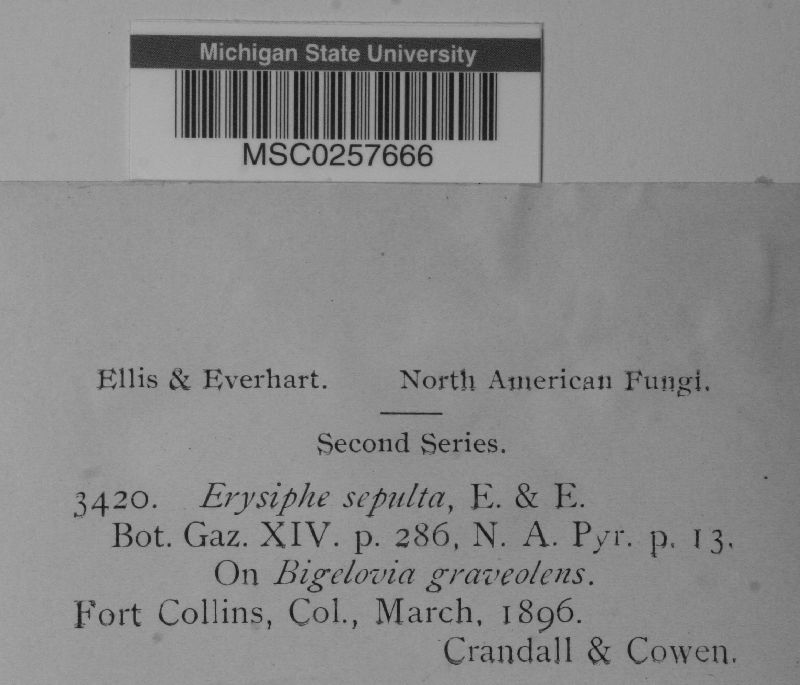 Michigan State University
MSC0257666
Ellis & Everhart. North American Fungi.
Second Series.
3420. Erysiphe sepulta, E. & E.
Bot. Gaz. XIV. p. 286, N. A. Pyr. p. 13.
On Bigelovia graveolens.
Fort Collins, Col., March, 1896.
Crandall & Cowen.